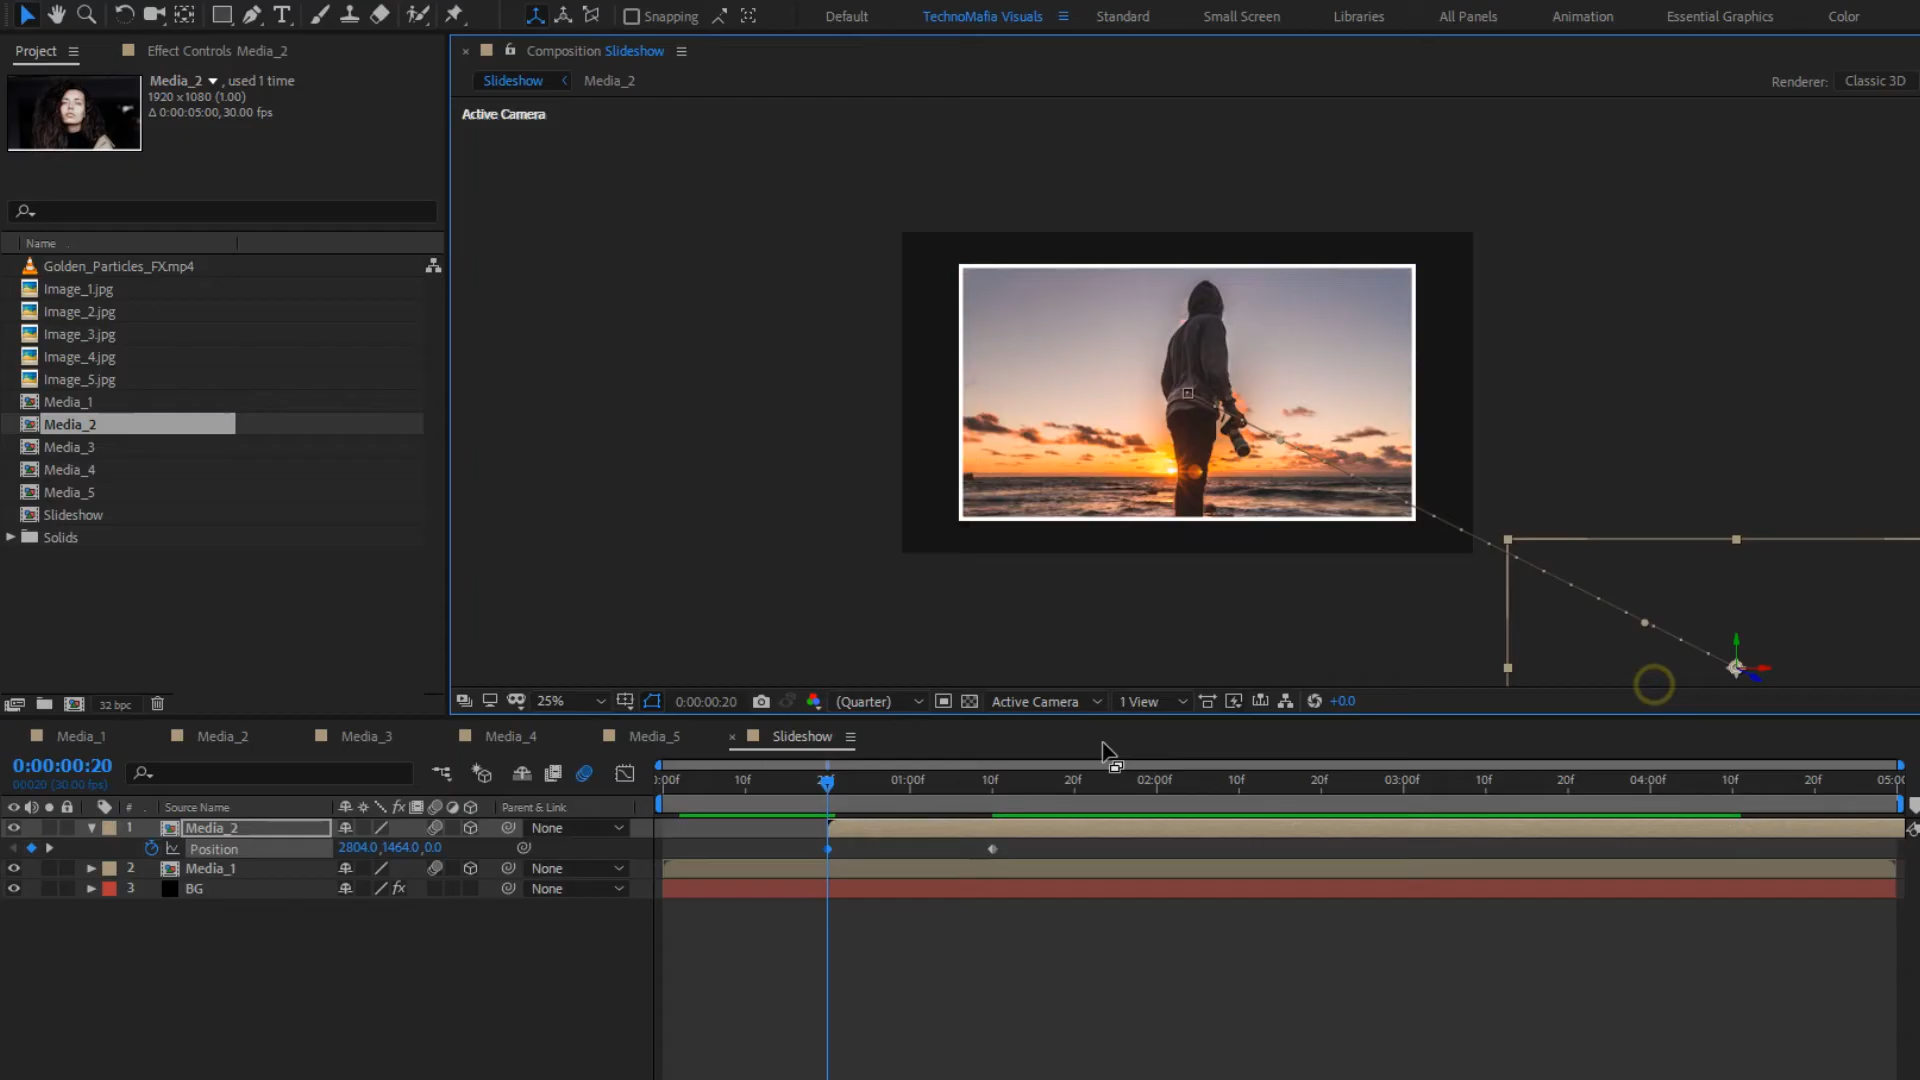 Snapping
Default
TechnoMafia Visuals
Standard
Small Screen
Libraries
All Panels
Animation
Essential Graphics
Color
Project
Effect Controls Media_2
Composition Slideshow
Media_2 , used 1 time
1920 x1080 (1.00)
Δ 0:00:05:00, 30.00 fps
Slideshow
Media_2
Renderer:
Classic 3D
Active Camera
Name
Golden_Particles_FX.mp4
Image_1.jpg
Image_2.jpg
Image_3.jpg
Image_4.jpg
Image_5.jpg
Media_1
Media_2
Media_3
Media_4
Media_5
Slideshow
Solids
32 bpc
25%
0:00:00:20
(Quarter)
Active Camera
1 View
+0.0
Media_1
Media_2
Media_3
Media_4
Media_5
Slideshow
0:00:00:20
00020 (30.00 fps)
:00f
10f
01:00f
10f
20f
02:00f
10f
20f
03:00f
10f
20f
04:00f
10f
20f
05:00
# Source Name
fx
Parent & Link
1 Media_2 None
Position 2804.0,1464.0,0.0
2 Media_1 None
3 BG fx None